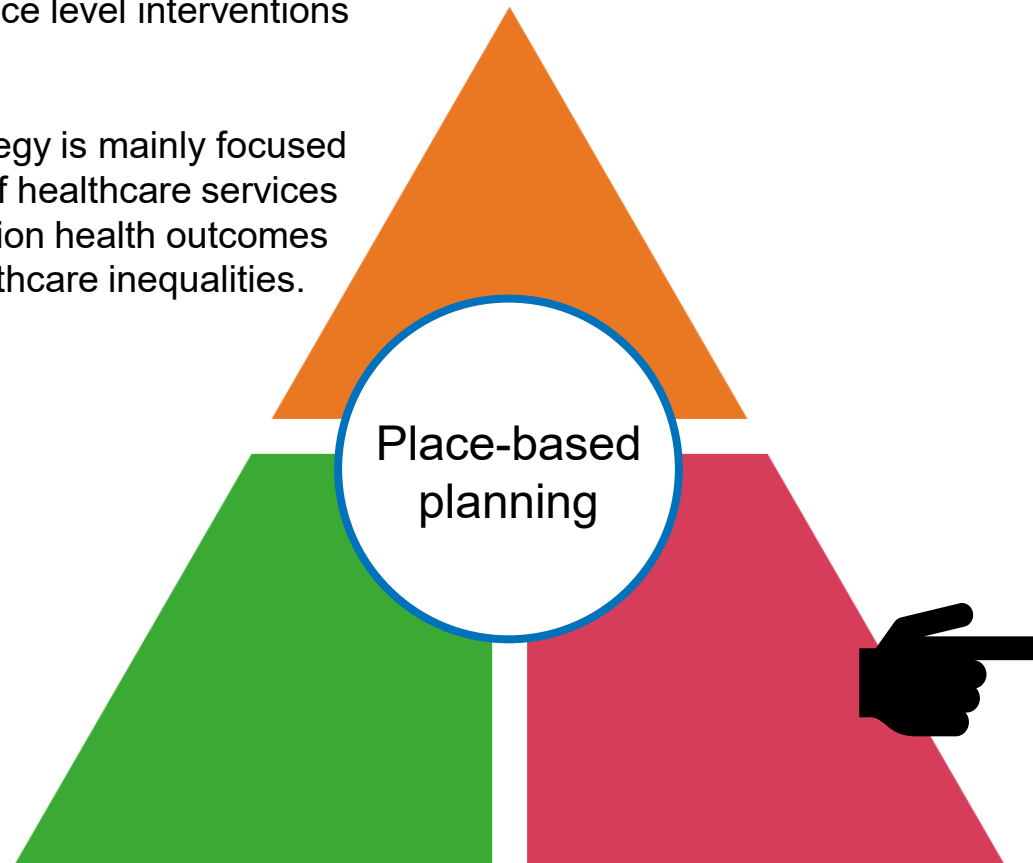 ce level interventions
egy is mainly focused
f healthcare services
ion health outcomes
thcare inequalities.
Place-based
planning